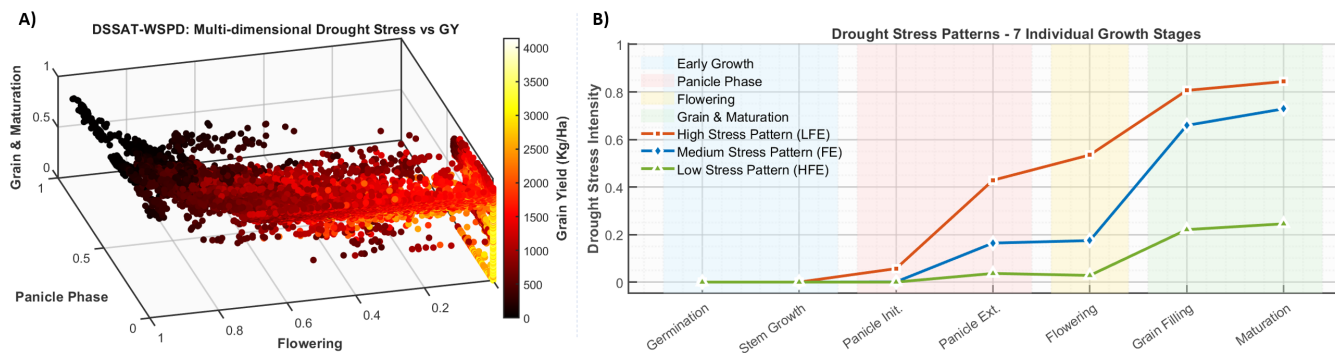 A)
DSSAT-WSPD: Multi-dimensional Drought Stress vs GY
Grain & Maturation
1
0.5
0
1
0.5
0
Panicle Phase
1
0.8
0.6
0.4
0.2
Flowering
4000
3500
3000
2500
2000
1500
1000
500
0
Grain Yield (Kg/Ha)
B)
Drought Stress Patterns - 7 Individual Growth Stages
Drought Stress Intensity
1
0.8
0.6
0.4
0.2
0
Early Growth
Panicle Phase
Flowering
Grain & Maturation
High Stress Pattern (LFE)
Medium Stress Pattern (FE)
Low Stress Pattern (HFE)
Germination
Stem Growth
Panicle Init.
Panicle Ext.
Flowering
Grain Filling
Maturation